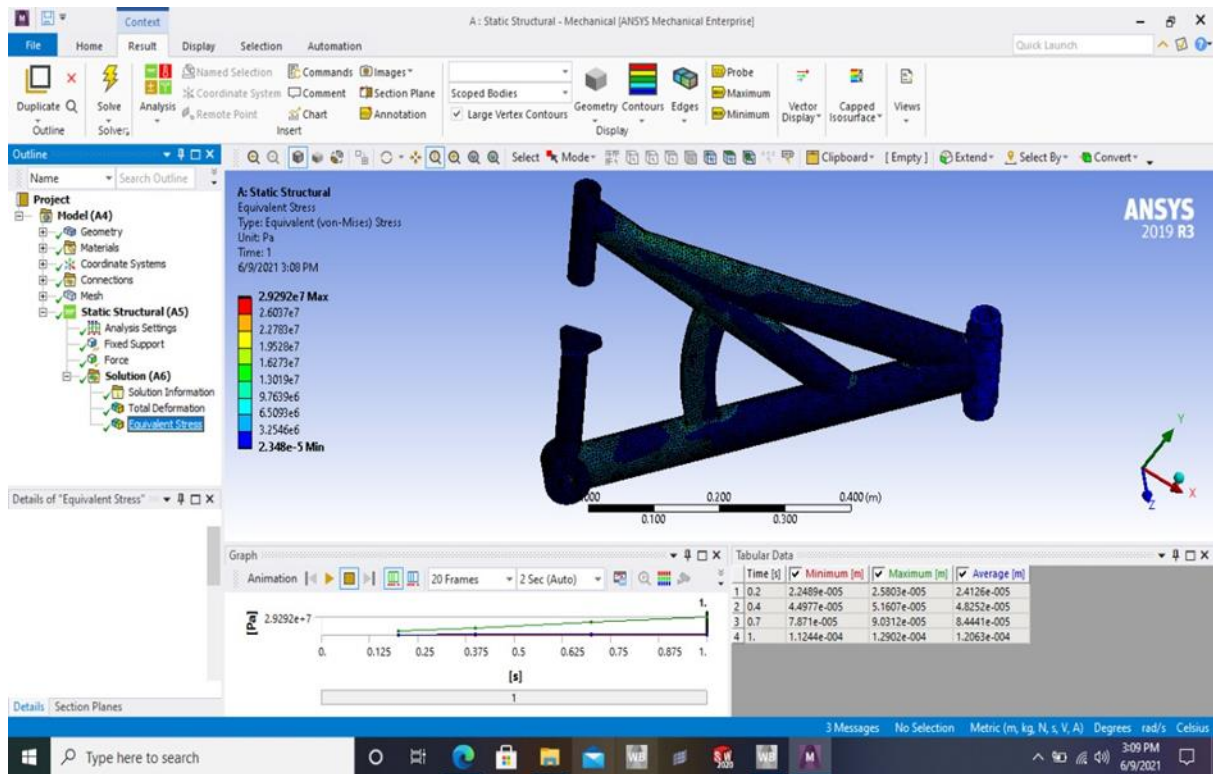 Context
A : Static Structural - Mechanical [ANSYS Mechanical Enterprise]
File Home Result Display Selection Automation
Quick Launch
Duplicate Q
Outline
Solve
Solver
Analysis
Named Selection
Coordinate System
Remote Point
Commands
Comment
Chart
Images
Section Plane
Annotation
Insert
Scoped Bodies
Large Vertex Contours
Geometry Contours Edges
Display
Probe
Maximum
Minimum
Vector
Display
Capped
Isosurface
Views
Outline
Name Search Outline
Select Mode Clipboard [Empty] Extend Select By Convert
Project
Model (A4)
Geometry
Materials
Coordinate Systems
Connections
Mesh
Static Structural (A5)
Analysis Settings
Fixed Support
Force
Solution (A6)
Solution Information
Total Deformation
Equivalent Stress
A: Static Structural
Equivalent Stress
Type: Equivalent (von-Mises) Stress
Unit: Pa
Time: 1
6/9/2021 3:08 PM
2.9292e7 Max
2.6037e7
2.2783e7
1.9528e7
1.6273e7
1.3019e7
9.7639e6
6.5093e6
3.2546e6
2.348e-5 Min
ANSYS
2019 R3
Y
X
Z
0.200 0.400 (m)
0.100 0.300
Details of "Equivalent Stress"
Details Section Planes
Graph
Animation 20 Frames 2 Sec (Auto)
1.
2.9292e+7
[Pa]
0. 0.125 0.25 0.375 0.5 0.625 0.75 0.875 1.
[s]
1
Tabular Data
Time [s] Minimum [m] Maximum [m] Average [m]
1 0.2 2.2489e-005 2.5803e-005 2.4126e-005
2 0.4 4.4977e-005 5.1607e-005 4.8252e-005
3 0.7 7.871e-005 9.0312e-005 8.4441e-005
4 1. 1.1244e-004 1.2902e-004 1.2063e-004
3 Messages No Selection Metric (m, kg, N, s, V, A) Degrees rad/s Celsius
Type here to search
3:09 PM
6/9/2021